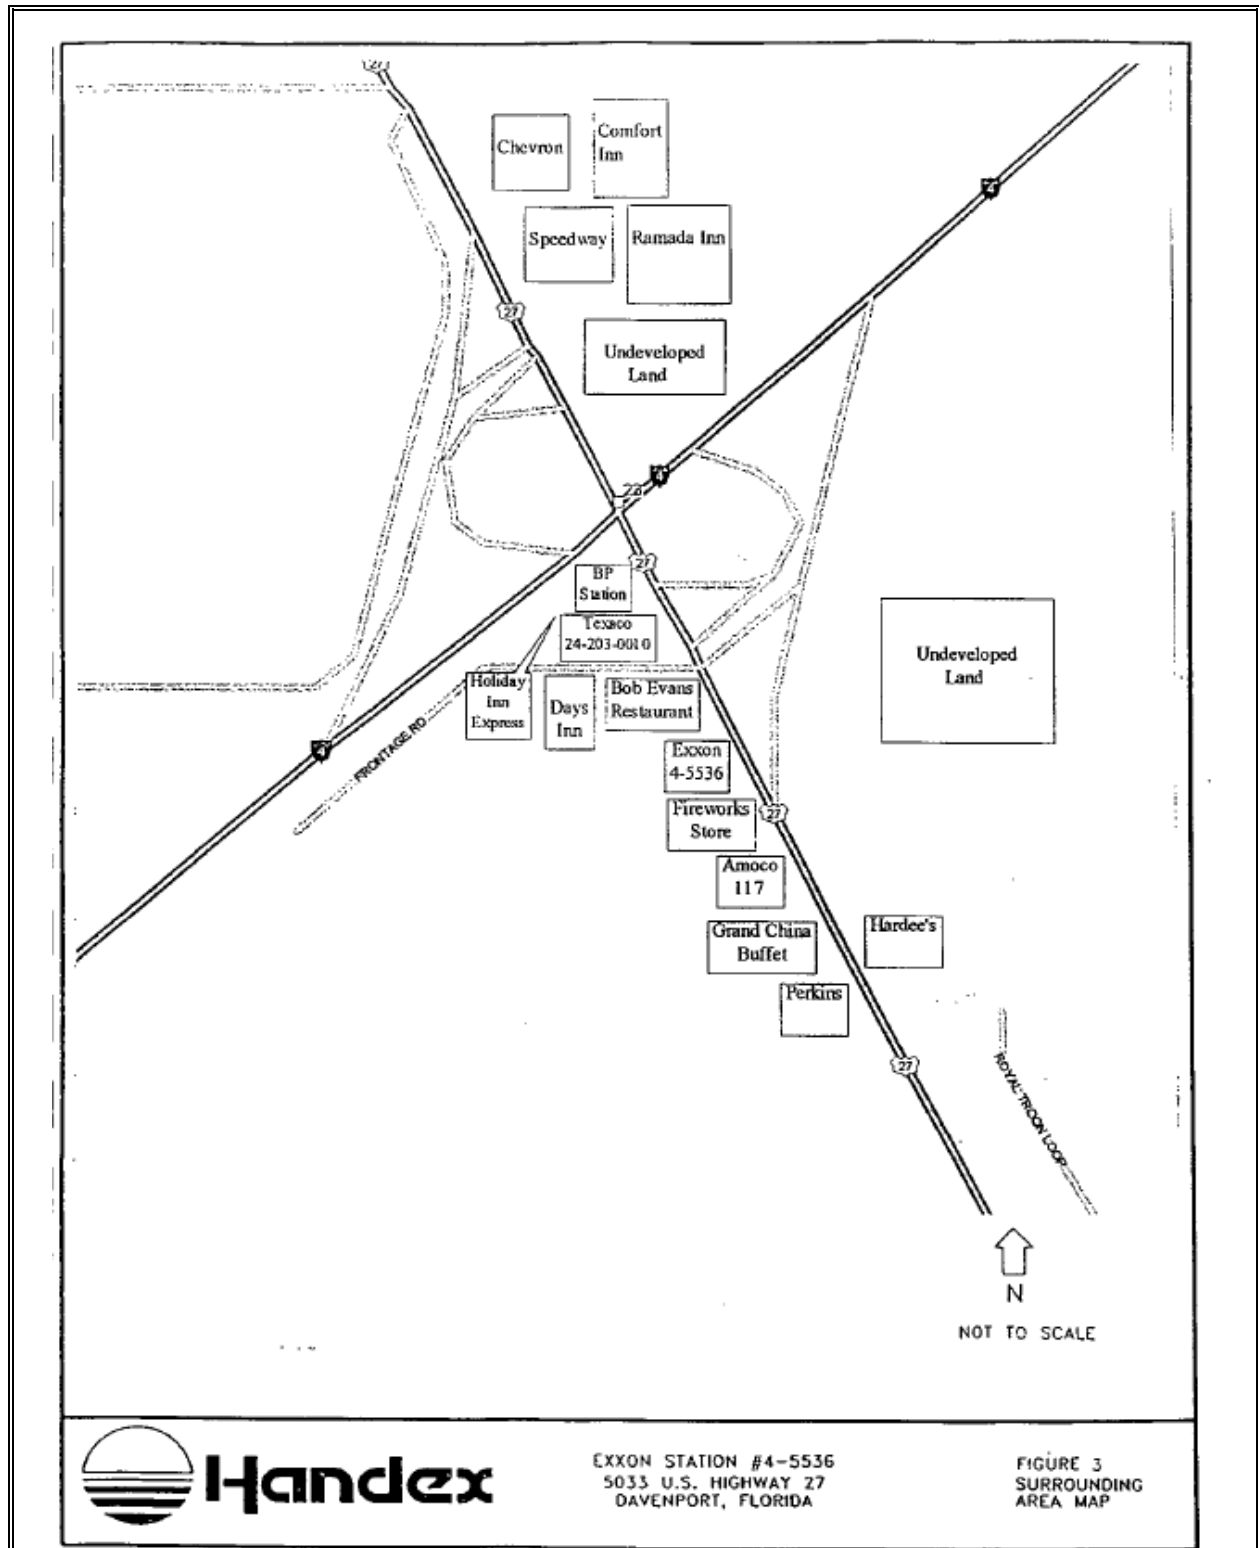 27
Chevron
Comfort
Inn
4
Speedway
Ramada Inn
27
Undeveloped
Land
4
27
BP
Station
Texaco
24-203-0010
Undeveloped
Land
Holiday
Inn
Express
Days
Inn
Bob Evans
Restaurant
4
FRONTAGE RD
Exxon
4-5536
Fireworks
Store
27
Amoco
117
Grand China
Buffet
Hardee's
Perkins
27
ROYAL TROON LOOP
N
NOT TO SCALE
Handex
EXXON STATION #4-5536
5033 U.S. HIGHWAY 27
DAVENPORT, FLORIDA
FIGURE 3
SURROUNDING
AREA MAP